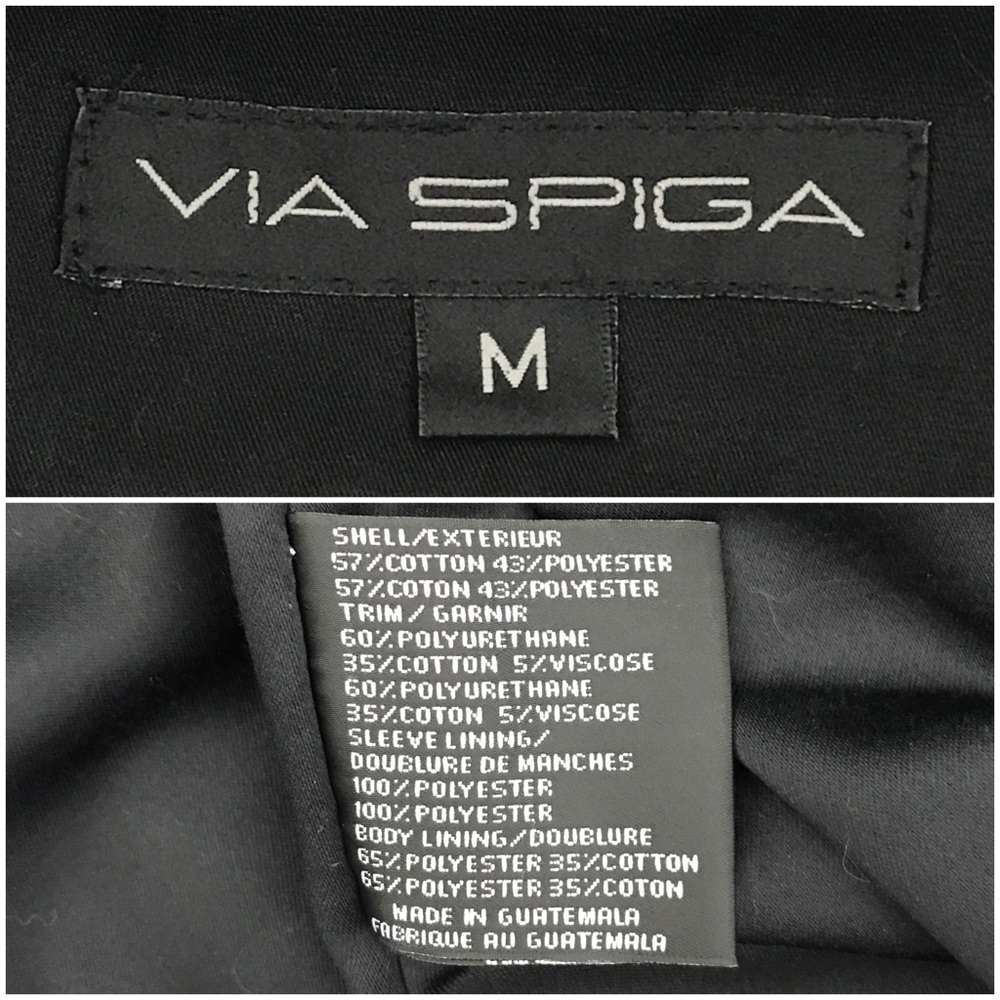 VIA SPIGA
M
SHELL/EXTERIEUR
57%COTTON 43%POLYESTER
57%COTON 43%POLYESTER
TRIM/ GARNIR
60%POLYURETHANE
35%COTTON 5%VISCOSE
60%POLYURETHANE
35%COTON 5%VISCOSE
SLEEVE LINING/
DOUBLURE DE MANCHES
100%POLYESTER
100%POLYESTER
BODY LINING/DOUBLURE
65%POLYESTER 35%COTTON
65%POLYESTER 35%COTON
MADE IN GUATEMALA
FABRIQUE AU GUATEMALA